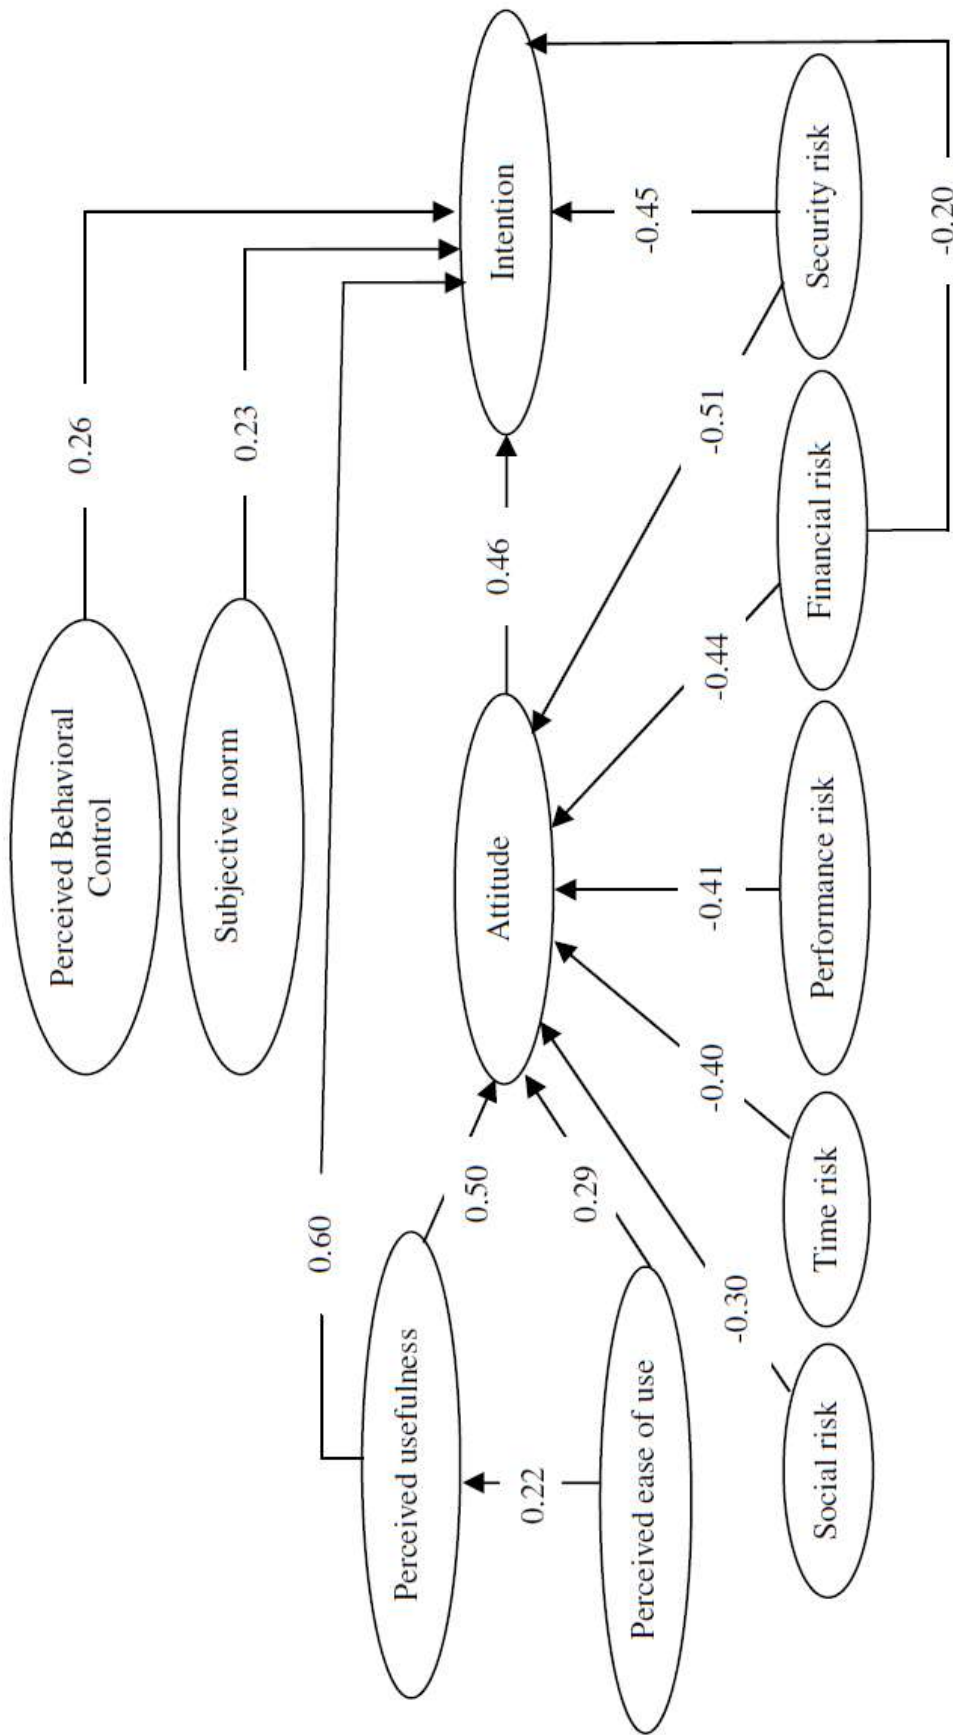 Perceived Behavioral
Control
0.26
Subjective norm
0.23
0.60
Perceived usefulness
0.50
Attitude
0.46
Intention
0.22
0.29
Perceived ease of use
-0.30
-0.40
-0.41
-0.44
-0.51
-0.45
Social risk
Time risk
Performance risk
Financial risk
Security risk
-0.20